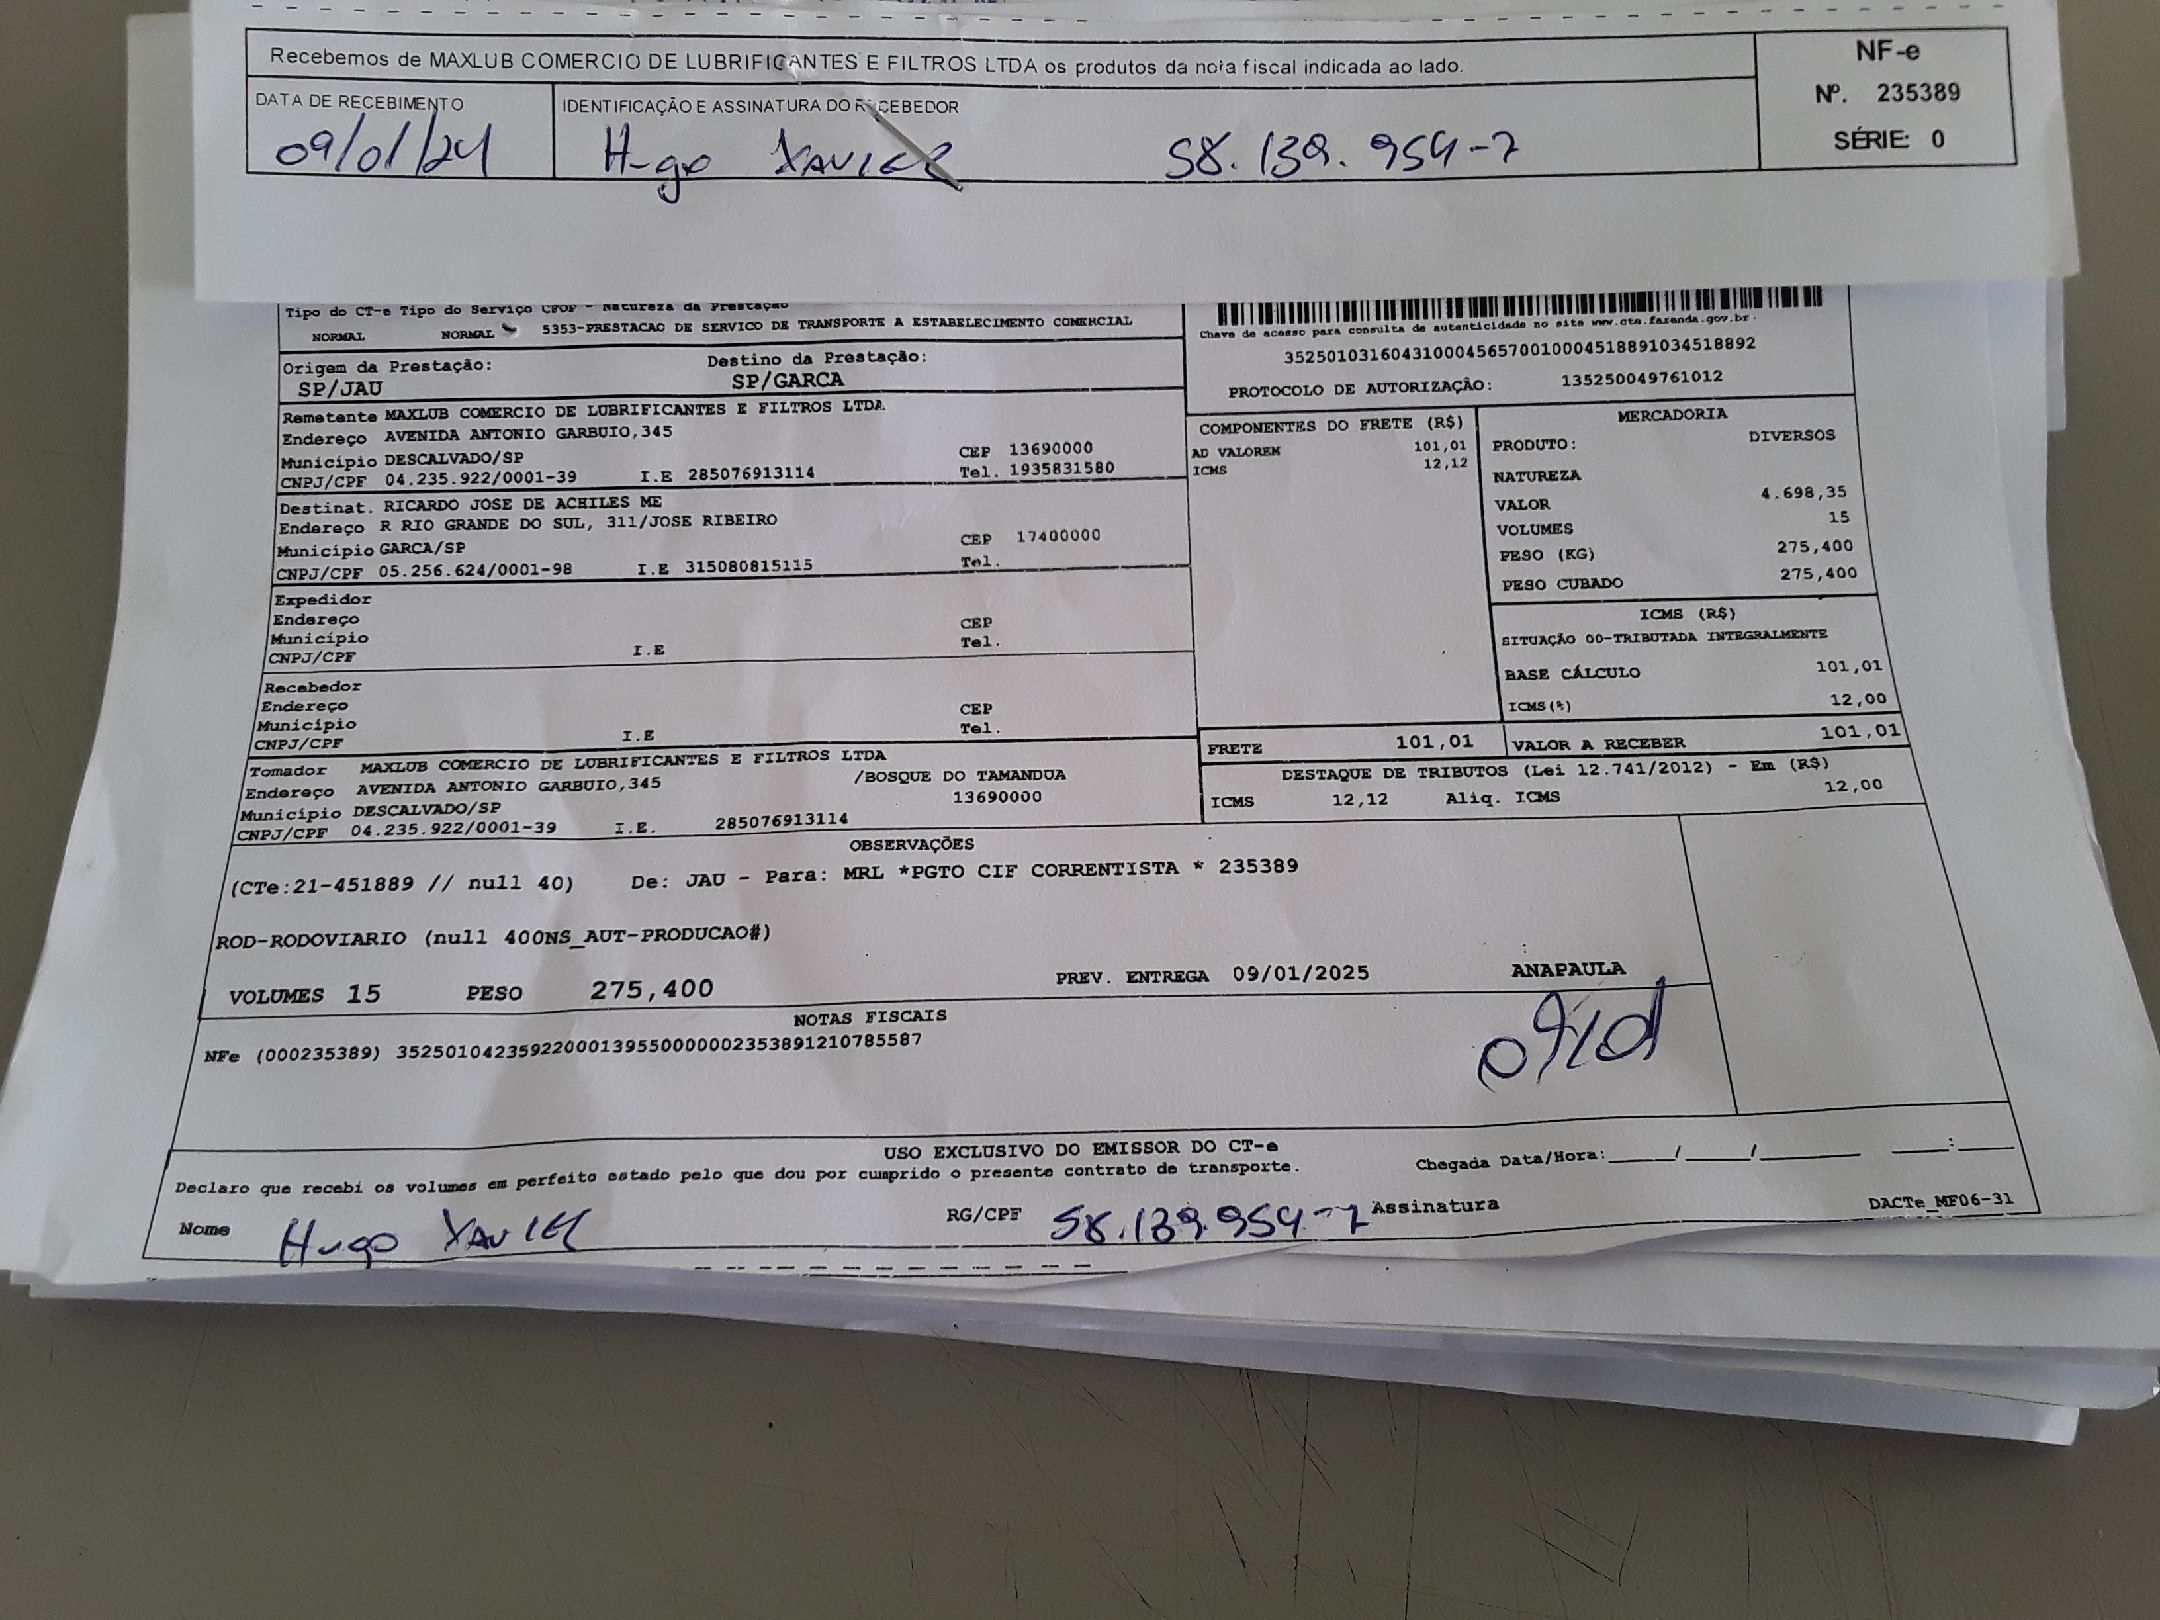 Recebemos de MAXLUB COMERCIO DE LUBRIFICANTES E FILTROS LTDA os produtos da nota fiscal indicada ao lado.
NF-e
Nº. 235389
SÉRIE: 0
DATA DE RECEBIMENTO
IDENTIFICAÇÃO E ASSINATURA DO RECEBEDOR
09/01/24
Hugo XAVIER 58.139.954-7
Tipo do CT-e Tipo do Serviço CFOP - Natureza da Prestação
NORMAL NORMAL 5353-PRESTACAO DE SERVICO DE TRANSPORTE A ESTABELECIMENTO COMERCIAL
Chave de acesso para consulta de autenticidade no site www.cte.fazenda.gov.br.
35250103160431000456570010004518891034518892
PROTOCOLO DE AUTORIZAÇÃO: 135250049761012
Origem da Prestação: Destino da Prestação:
SP/JAU SP/GARCA
Remetente MAXLUB COMERCIO DE LUBRIFICANTES E FILTROS LTDA
Endereço AVENIDA ANTONIO GARBUIO,345
Município DESCALVADO/SP CEP 13690000
CNPJ/CPF 04.235.922/0001-39 I.E 285076913114 Tel. 1935831580
Destinat. RICARDO JOSE DE ACHILES ME
Endereço R RIO GRANDE DO SUL, 311/JOSE RIBEIRO
Município GARCA/SP CEP 17400000
CNPJ/CPF 05.256.624/0001-98 I.E 315080815115 Tel.
Expedidor
Endereço
Município CEP
CNPJ/CPF I.E Tel.
Recebedor
Endereço
Município CEP
CNPJ/CPF I.E Tel.
Tomador MAXLUB COMERCIO DE LUBRIFICANTES E FILTROS LTDA
Endereço AVENIDA ANTONIO GARBUIO,345 /BOSQUE DO TAMANDUA
Município DESCALVADO/SP 13690000
CNPJ/CPF 04.235.922/0001-39 I.E. 285076913114
COMPONENTES DO FRETE (R$)
AD VALOREM 101,01
ICMS 12,12
MERCADORIA
PRODUTO: DIVERSOS
NATUREZA
VALOR 4.698,35
VOLUMES 15
PESO (KG) 275,400
PESO CUBADO 275,400
ICMS (R$)
SITUAÇÃO 00-TRIBUTADA INTEGRALMENTE
BASE CÁLCULO 101,01
ICMS(%) 12,00
FRETE 101,01 VALOR A RECEBER 101,01
DESTAQUE DE TRIBUTOS (Lei 12.741/2012) - Em (R$)
ICMS 12,12 Aliq. ICMS 12,00
OBSERVAÇÕES
(CTe:21-451889 // null 40) De: JAU - Para: MRL *PGTO CIF CORRENTISTA * 235389
ROD-RODOVIARIO (null 400NS_AUT-PRODUCAO#)
VOLUMES 15 PESO 275,400 PREV. ENTREGA 09/01/2025 ANAPAULA
NOTAS FISCAIS
NFe (000235389) 35250104235922000139550000002353891210785587
USO EXCLUSIVO DO EMISSOR DO CT-e
Declaro que recebi os volumes em perfeito estado pelo que dou por cumprido o presente contrato de transporte.
Chegada Data/Hora:_____/_____/_______ ____:____
Nome Hugo XAVIER RG/CPF 58.139.954-7 Assinatura
DACTe_MF06-31